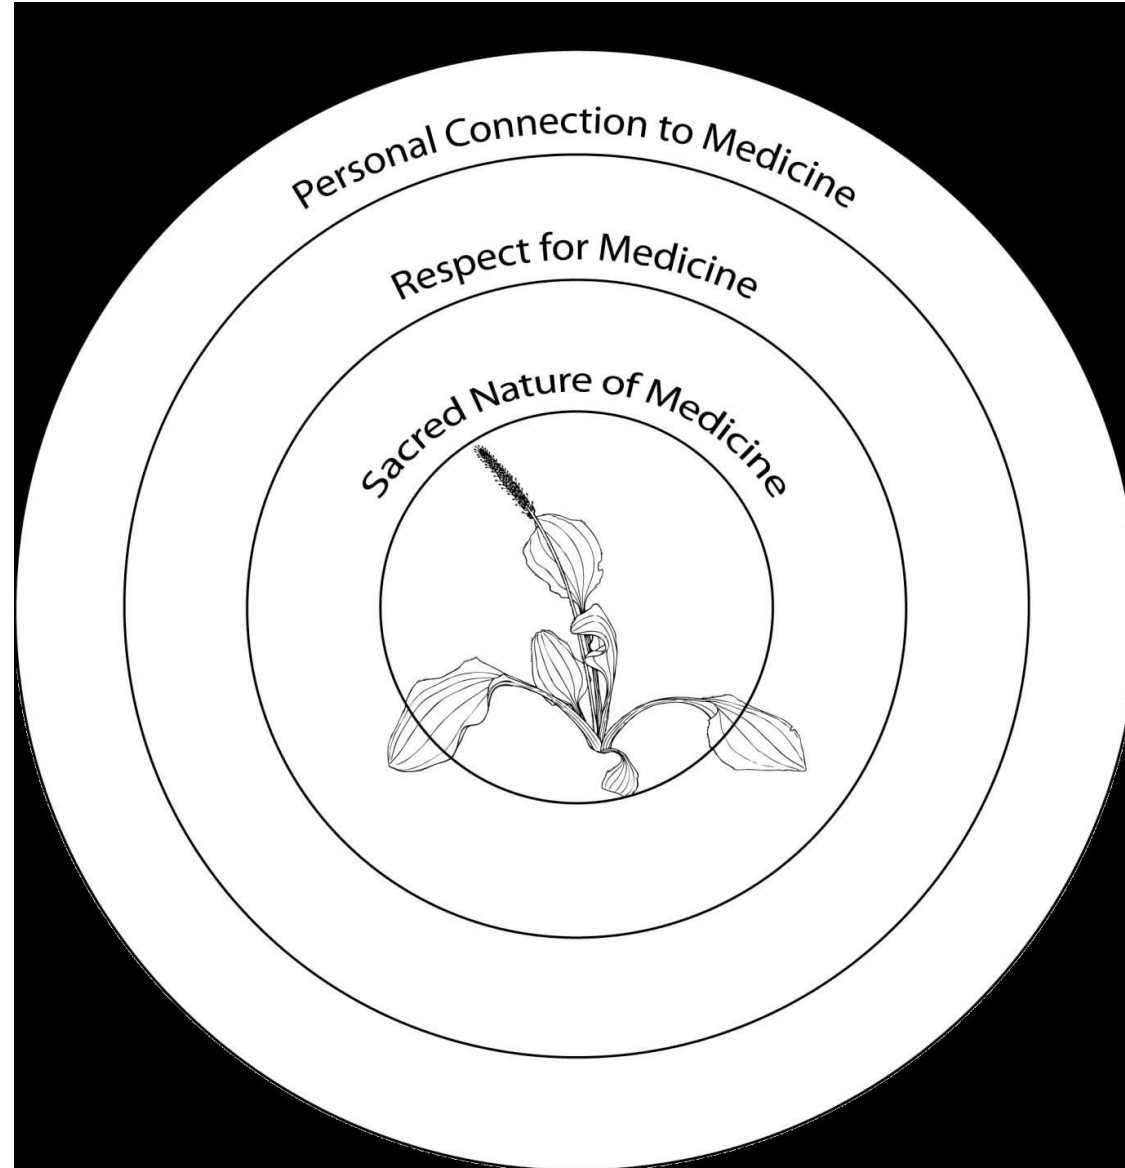 Personal Connection to Medicine
Respect for Medicine
Sacred Nature of Medicine